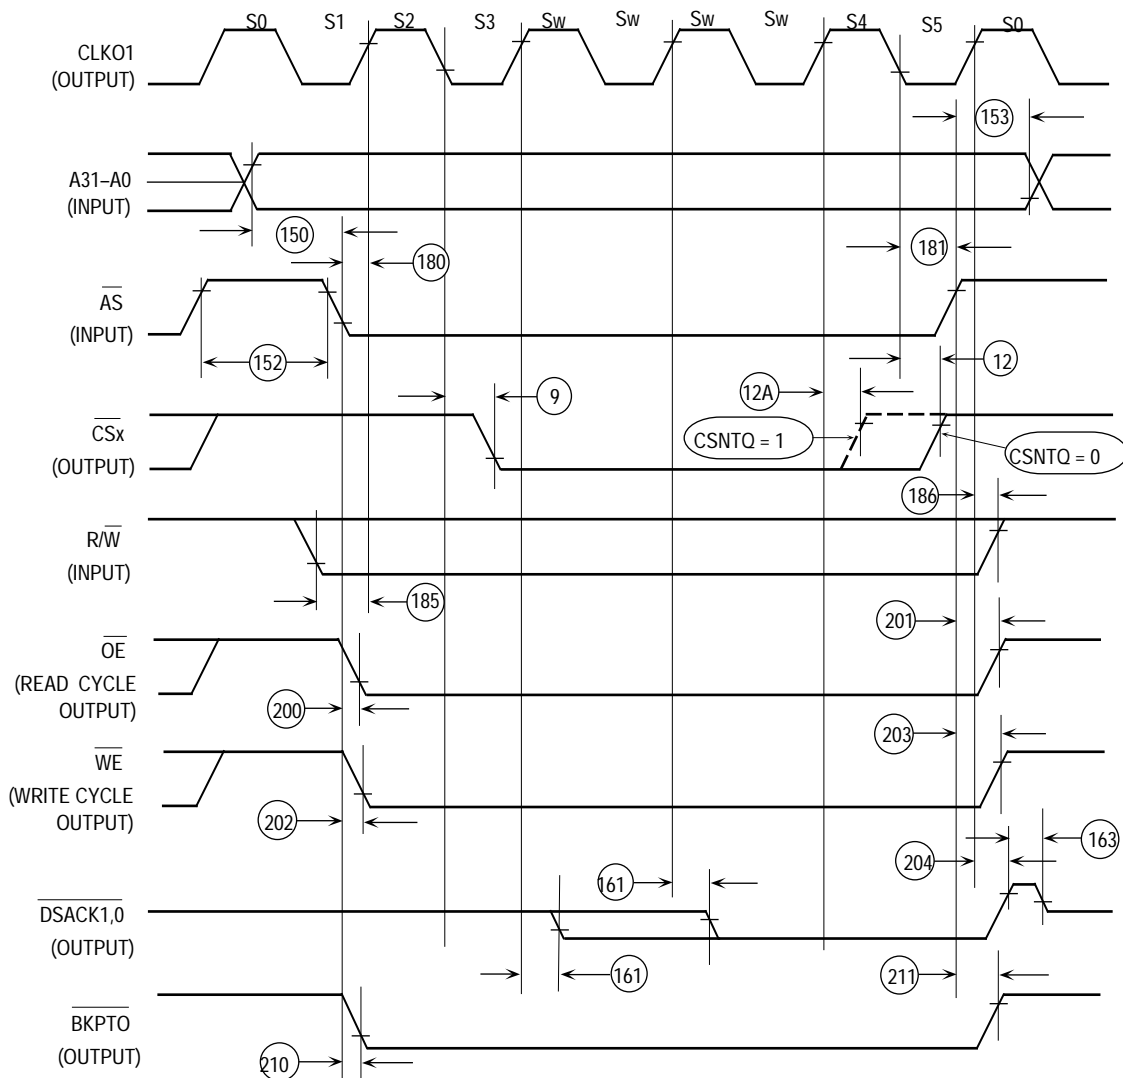 S0 S1 S2 S3 Sw Sw Sw Sw S4 S5 S0
CLKO1
(OUTPUT)
153
A31–A0
(INPUT)
150
180
181
AS
(INPUT)
152
9
12A
12
CSx
(OUTPUT)
CSNTQ = 1
CSNTQ = 0
186
R/W
(INPUT)
185
201
OE
(READ CYCLE
OUTPUT)
200
203
WE
(WRITE CYCLE
OUTPUT)
202
163
204
161
DSACK1,0
(OUTPUT)
161
211
BKPTO
(OUTPUT)
210